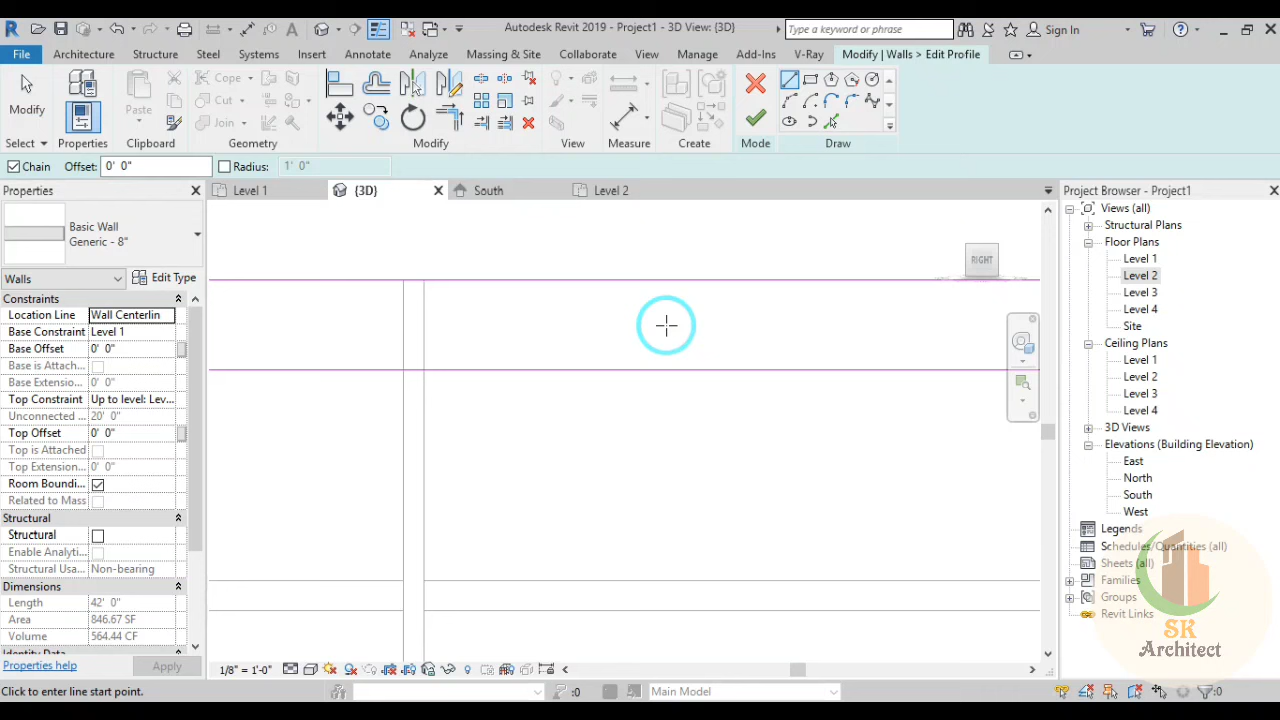 Autodesk Revit 2019 - Project1 - 3D View: {3D}
Type a keyword or phrase
Sign In
File Architecture Structure Steel Systems Insert Annotate Analyze Massing & Site Collaborate View Manage Add-Ins V-Ray Modify | Walls > Edit Profile
Modify
Paste
Cope
Cut
Join
Select Properties Clipboard Geometry Modify View Measure Create Mode Draw
Chain Offset: 0' 0" Radius: 1' 0"
Properties
Level 1 {3D} South Level 2
Project Browser - Project1
Basic Wall
Generic - 8"
Walls Edit Type
Constraints
Location Line Wall Centerlin
Base Constraint Level 1
Base Offset 0' 0"
Base is Attach...
Base Extensio... 0' 0"
Top Constraint Up to level: Lev...
Unconnected ... 20' 0"
Top Offset 0' 0"
Top is Attached
Top Extension... 0' 0"
Room Boundi...
Related to Mass
Structural
Structural
Enable Analyti...
Structural Usa... Non-bearing
Dimensions
Length 42' 0"
Area 846.67 SF
Volume 564.44 CF
Identity Data
Properties help Apply
RIGHT
Views (all)
Structural Plans
Floor Plans
Level 1
Level 2
Level 3
Level 4
Site
Ceiling Plans
Level 1
Level 2
Level 3
Level 4
3D Views
Elevations (Building Elevation)
East
North
South
West
Legends
Schedules/Quantities (all)
Sheets (all)
Families
Groups
Revit Links
SK
Architect
1/8" = 1'-0"
Click to enter line start point.
:0
Main Model
:0